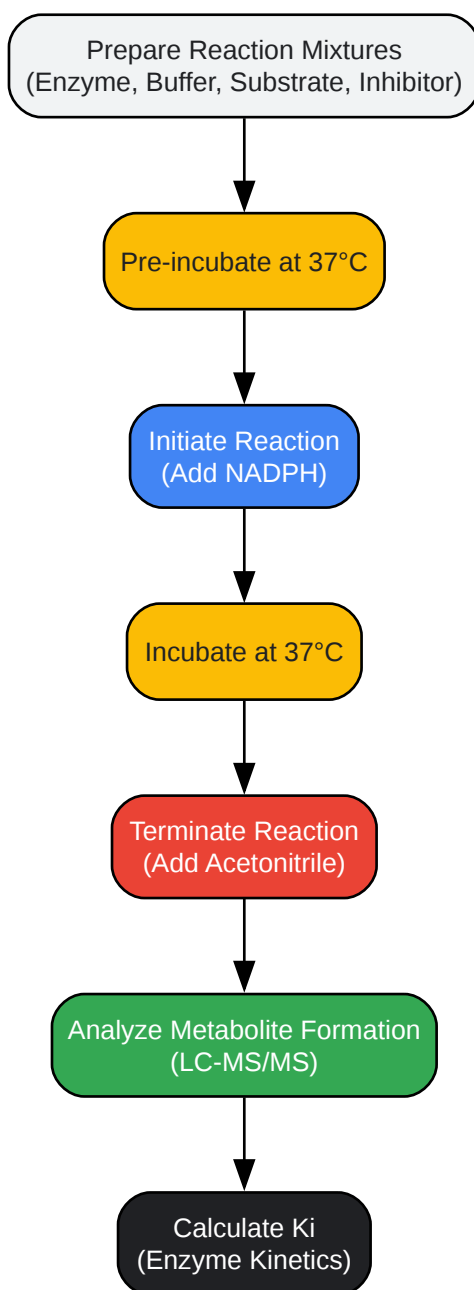 Prepare Reaction Mixtures
(Enzyme, Buffer, Substrate, Inhibitor)
Pre-incubate at 37°C
Initiate Reaction
(Add NADPH)
Incubate at 37°C
Terminate Reaction
(Add Acetonitrile)
Analyze Metabolite Formation
(LC-MS/MS)
Calculate Ki
(Enzyme Kinetics)